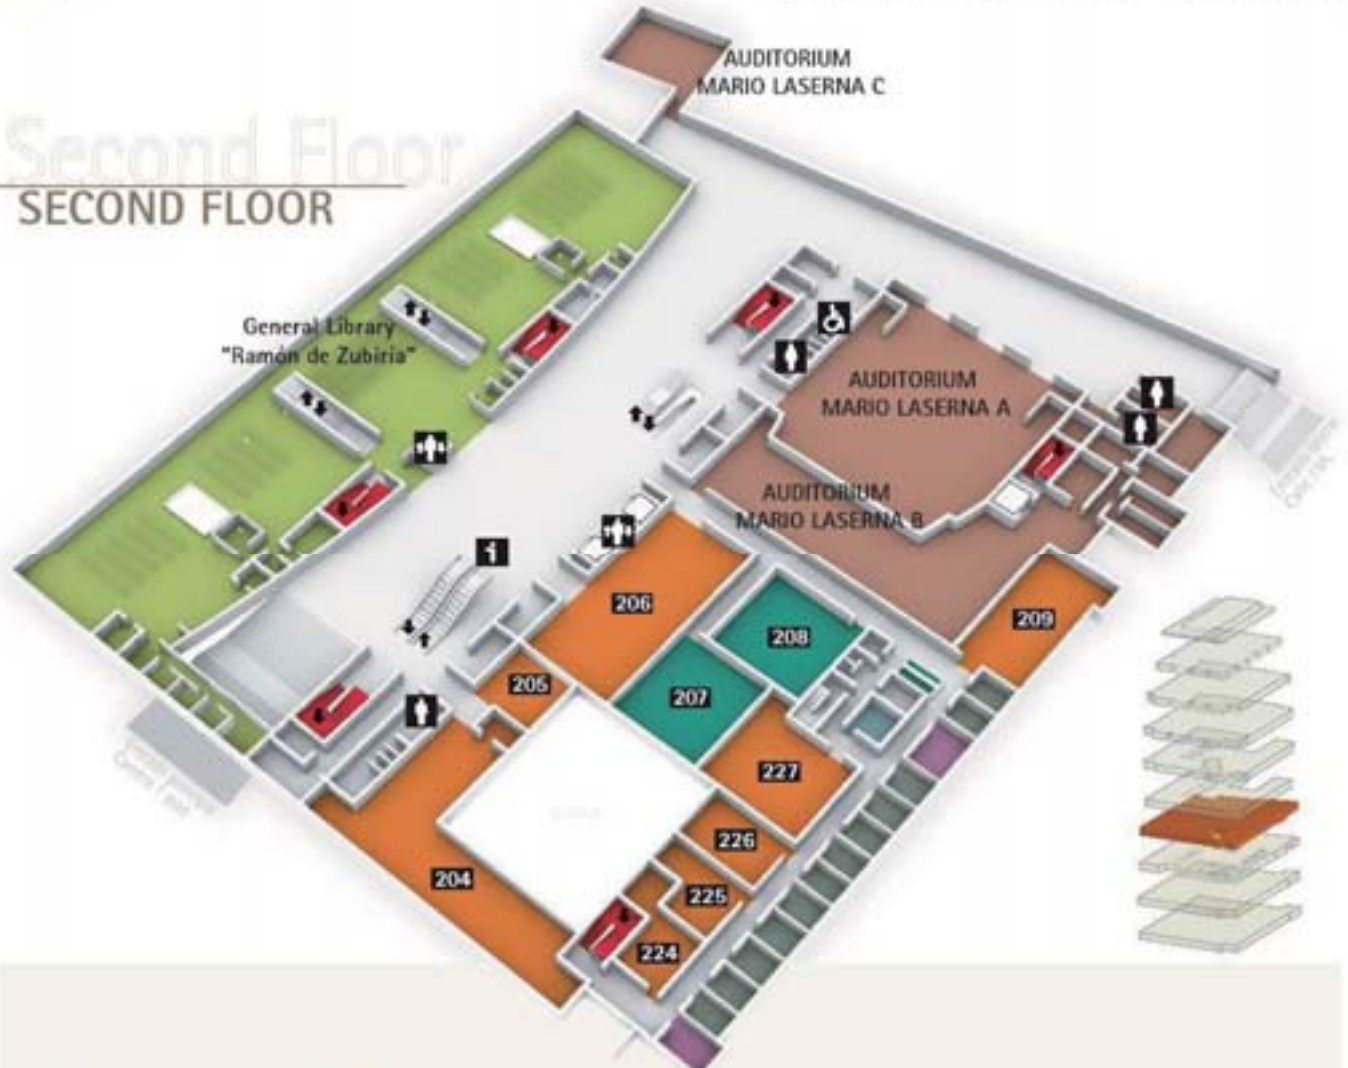 AUDITORIUM
MARIO LASERNA C
Second Floor
SECOND FLOOR
General Library
"Ramón de Zubiria"
AUDITORIUM
MARIO LASERNA A
AUDITORIUM
MARIO LASERNA B
i
206
208
209
205
207
227
226
204
225
224